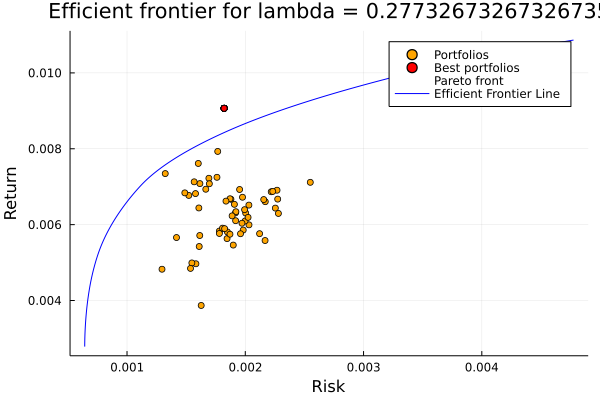 Efficient frontier for lambda = 0.2773267326732673
Portfolios
Best portfolios
Pareto front
Efficient Frontier Line
0.010
0.008
0.006
0.004
Return
0.001 0.002 0.003 0.004
Risk